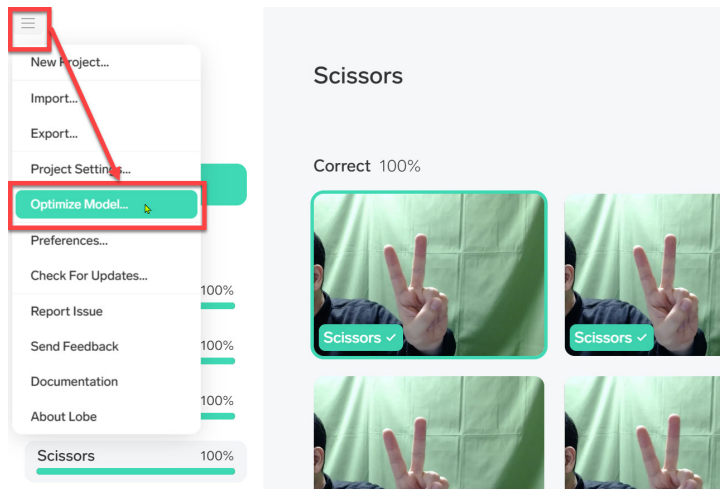 New Project...
Import...
Export...
Project Settings...
Optimize Model...
Preferences...
Check For Updates...
100%
Report Issue
Send Feedback
100%
Documentation
100%
About Lobe
Scissors 100%
Scissors
Correct 100%
Scissors
Scissors